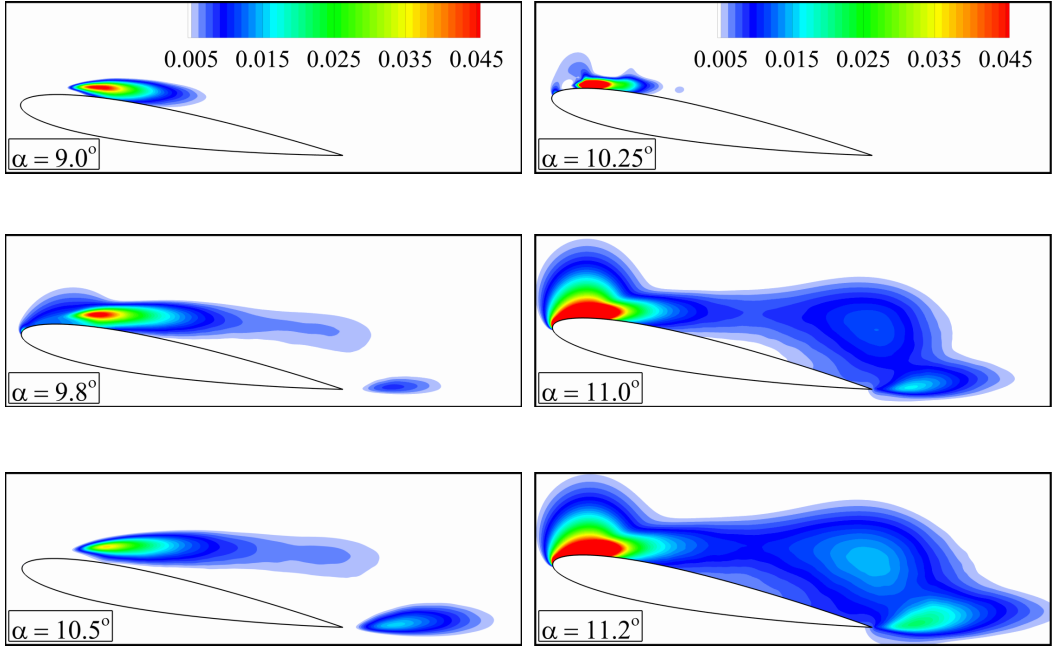 0.005 0.015 0.025 0.035 0.045
α = 9.0°
0.005 0.015 0.025 0.035 0.045
α = 10.25°
α = 9.8°
α = 11.0°
α = 10.5°
α = 11.2°